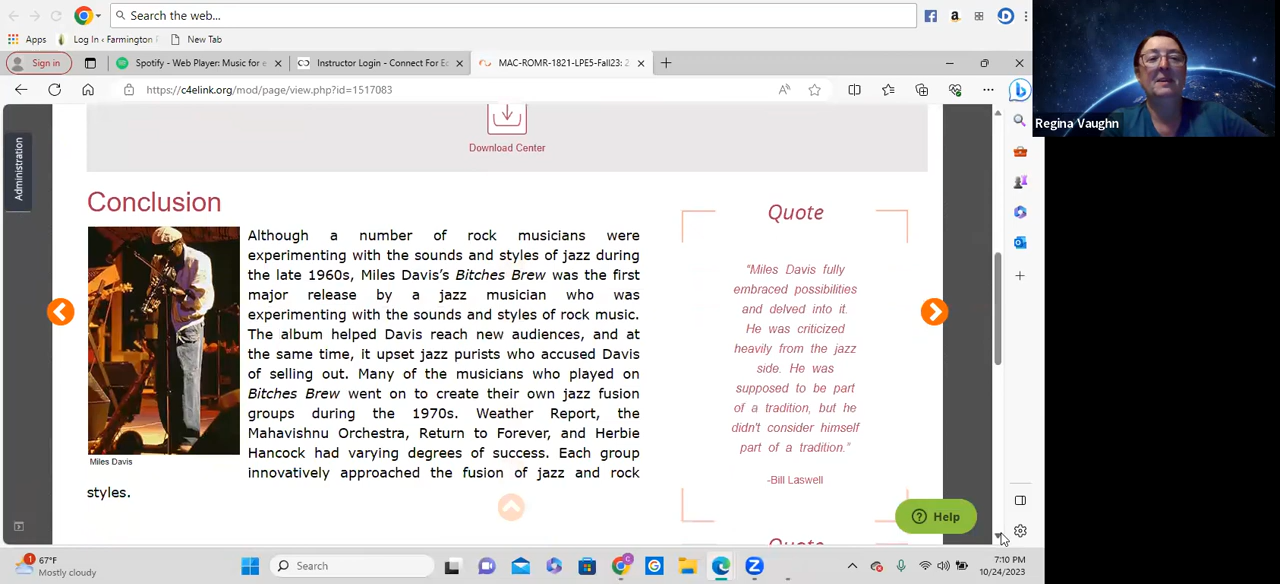 Search the web...
Apps
Log In ‹ Farmington
New Tab
Sign in
Spotify - Web Player: Music for e
Instructor Login - Connect For Ed
MAC-ROMR-1821-LPE5-Fall23: 2
https://c4elink.org/mod/page/view.php?id=1517083
Regina Vaughn
Administration
Download Center
Conclusion
Although a number of rock musicians were
experimenting with the sounds and styles of jazz during
the late 1960s, Miles Davis's Bitches Brew was the first
major release by a jazz musician who was
experimenting with the sounds and styles of rock music.
The album helped Davis reach new audiences, and at
the same time, it upset jazz purists who accused Davis
of selling out. Many of the musicians who played on
Bitches Brew went on to create their own jazz fusion
groups during the 1970s. Weather Report, the
Mahavishnu Orchestra, Return to Forever, and Herbie
Hancock had varying degrees of success. Each group
innovatively approached the fusion of jazz and rock
styles.
Miles Davis
Quote
"Miles Davis fully
embraced possibilities
and delved into it.
He was criticized
heavily from the jazz
side. He was
supposed to be part
of a tradition, but he
didn't consider himself
part of a tradition."
-Bill Laswell
Quote
Help
1
67°F
Mostly cloudy
Search
7:10 PM
10/24/2023